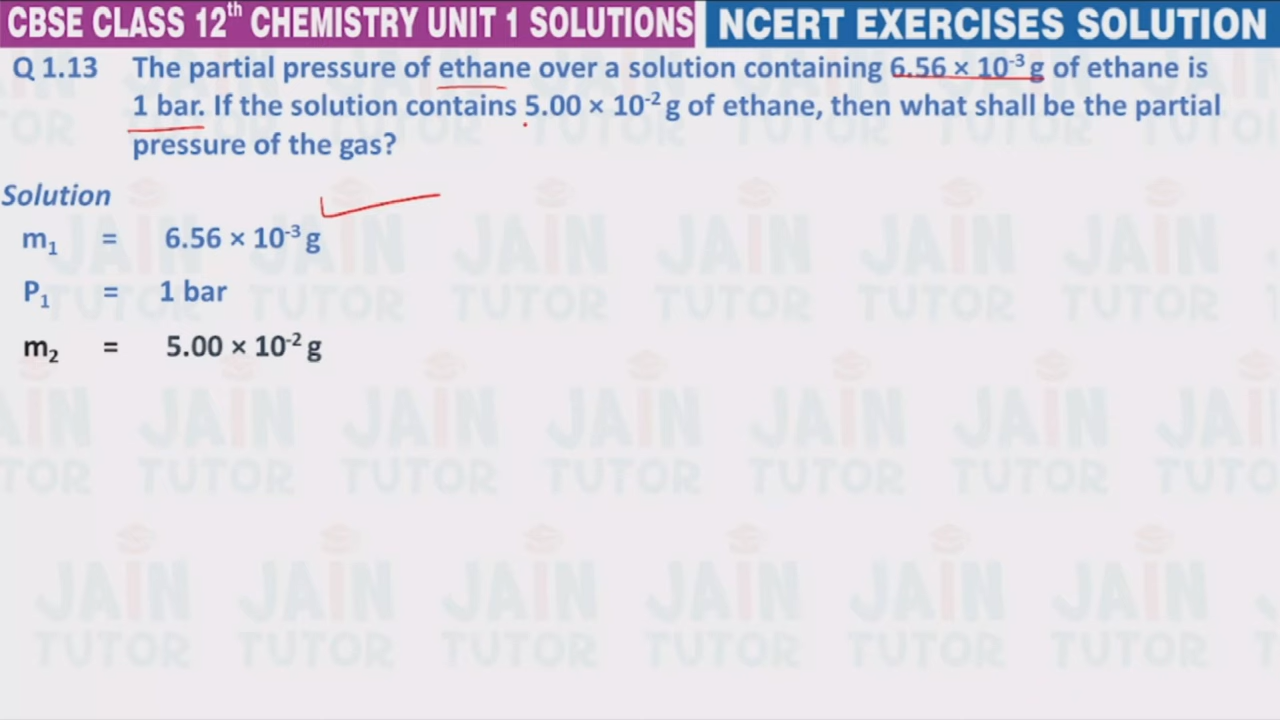 CBSE CLASS 12th CHEMISTRY UNIT 1 SOLUTIONS NCERT EXERCISES SOLUTION
Q 1.13 The partial pressure of ethane over a solution containing 6.56 × 10⁻³ g of ethane is
1 bar. If the solution contains 5.00 × 10⁻² g of ethane, then what shall be the partial
pressure of the gas?
Solution
m₁ = 6.56 × 10⁻³ g
P₁ = 1 bar
m₂ = 5.00 × 10⁻² g
JAIN TUTOR